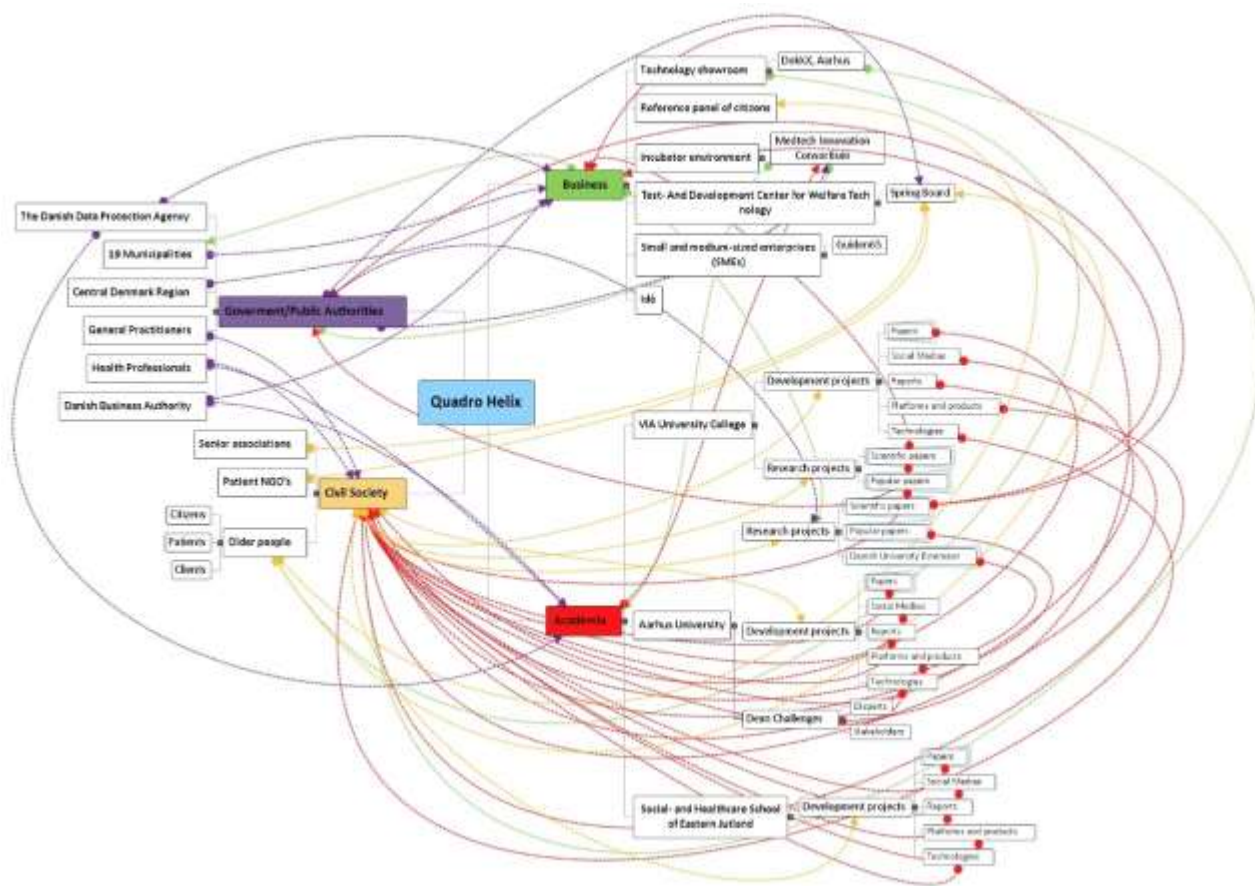 Technology showroom
DokkX, Aarhus
Reference panel of citizens
Incubator environment
Medtech Innovation
Consortium
Business
Test- And Development Center for Welfare Tech
nology
Spring Board
Small and medium-sized enterprises
(SMEs)
Idé
The Danish Data Protection Agency
19 Municipalities
Central Denmark Region
Goverment/Public Authorities
General Practitioners
Health Professionals
Danish Business Authority
Quadro Helix
Senior associations
Patient NGO's
Civil Society
Citizens
Patients
Clients
Older people
VIA University College
Development projects
Papers
Social Medias
Reports
Platforms and products
Technologies
Research projects
Scientific papers
Popular papers
Research projects
Scientific papers
Popular papers
Danish University Extension
Academia
Aarhus University
Development projects
Papers
Social Medias
Reports
Platforms and products
Technologies
Dean Challenges
Experts
Stakeholders
Social- and Healthcare School
of Eastern Jutland
Development projects
Papers
Social Medias
Reports
Platforms and products
Technologies